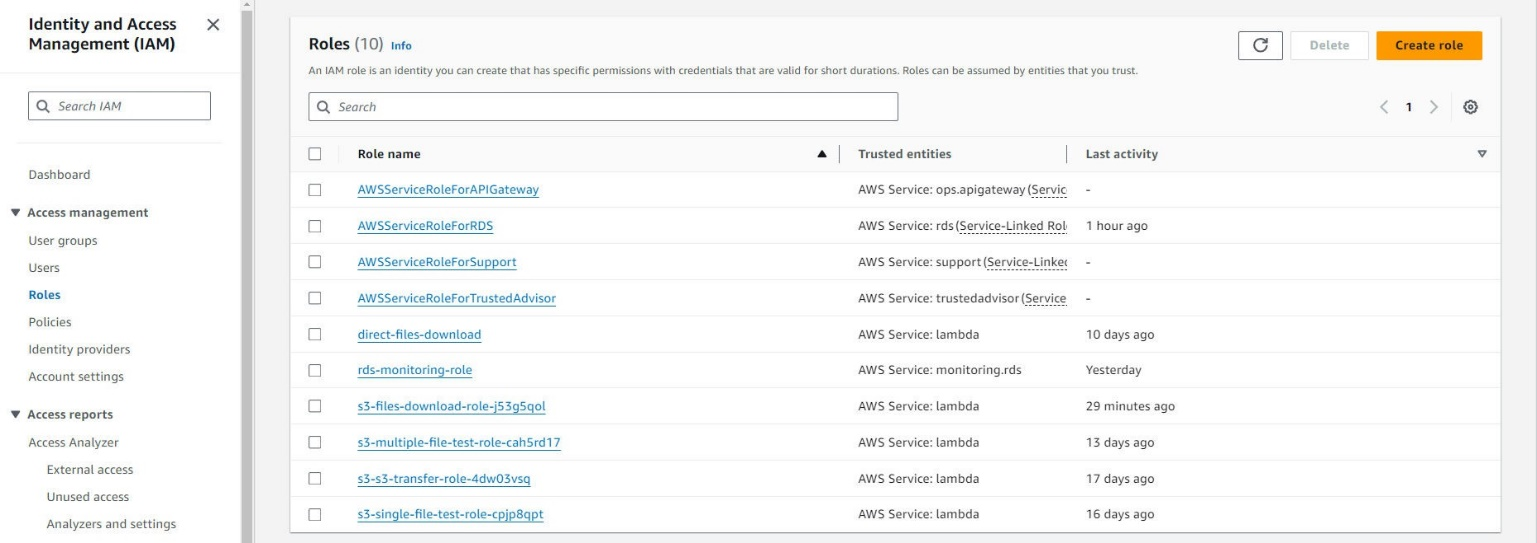 Identity and Access
Management (IAM)
Search IAM
Dashboard
Access management
User groups
Users
Roles
Policies
Identity providers
Account settings
Access reports
Access Analyzer
External access
Unused access
Analyzers and settings
Roles (10) Info
Delete
Create role
An IAM role is an identity you can create that has specific permissions with credentials that are valid for short durations. Roles can be assumed by entities that you trust.
Search
1
Role name Trusted entities Last activity
AWSServiceRoleForAPIGateway AWS Service: ops.apigateway (Servic -
AWSServiceRoleForRDS AWS Service: rds (Service-Linked Rol 1 hour ago
AWSServiceRoleForSupport AWS Service: support (Service-Linked -
AWSServiceRoleForTrustedAdvisor AWS Service: trustedadvisor (Service -
direct-files-download AWS Service: lambda 10 days ago
rds-monitoring-role AWS Service: monitoring.rds Yesterday
s3-files-download-role-j53g5qol AWS Service: lambda 29 minutes ago
s3-multiple-file-test-role-cah5rd17 AWS Service: lambda 13 days ago
s3-s3-transfer-role-4dw03vsq AWS Service: lambda 17 days ago
s3-single-file-test-role-cpjp8qpt AWS Service: lambda 16 days ago